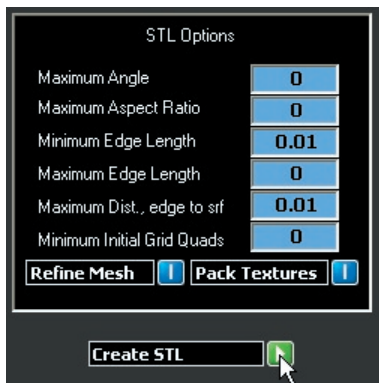 STL Options
Maximum Angle 0
Maximum Aspect Ratio 0
Minimum Edge Length 0.01
Maximum Edge Length 0
Maximum Dist., edge to srf 0.01
Minimum Initial Grid Quads 0
Refine Mesh I Pack Textures I
Create STL